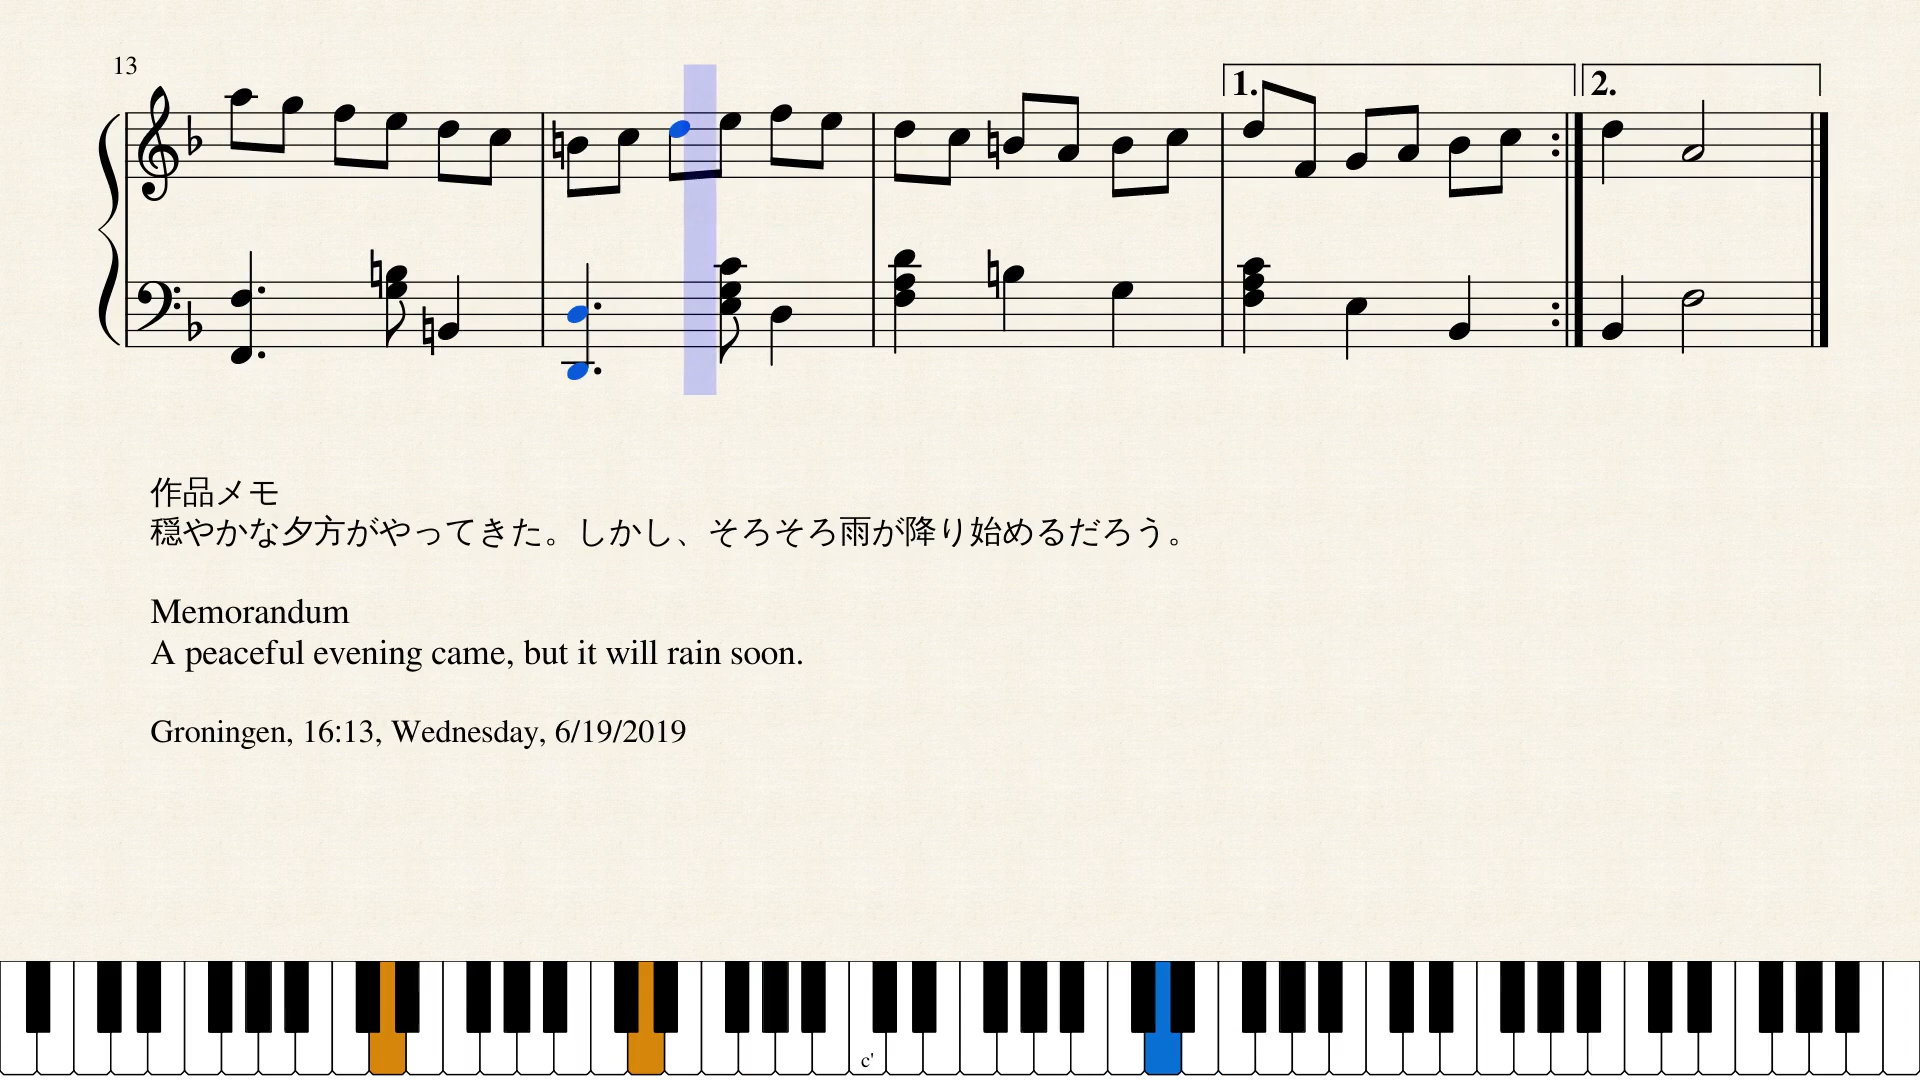 13
1.
2.
作品メモ
穏やかな夕方がやってきた。しかし、そろそろ雨が降り始めるだろう。
Memorandum
A peaceful evening came, but it will rain soon.
Groningen, 16:13, Wednesday, 6/19/2019
c'